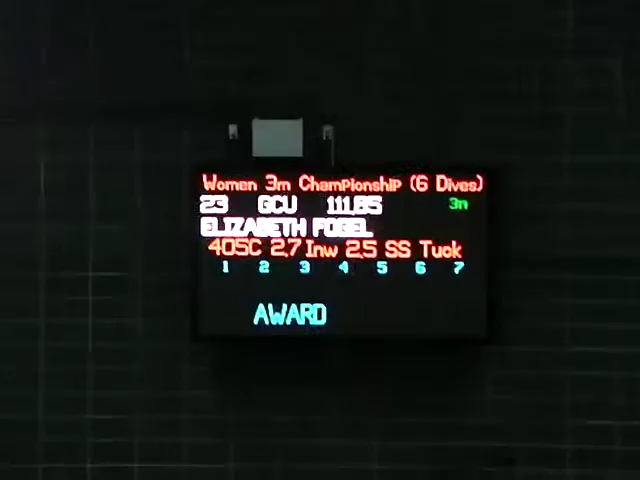 Women 3m Championship (6 Dives)
23 GCU 111.85 3m
ELIZABETH FOGEL
405C 2.7 Inw 2.5 SS Tuck
1 2 3 4 5 6 7
AWARD